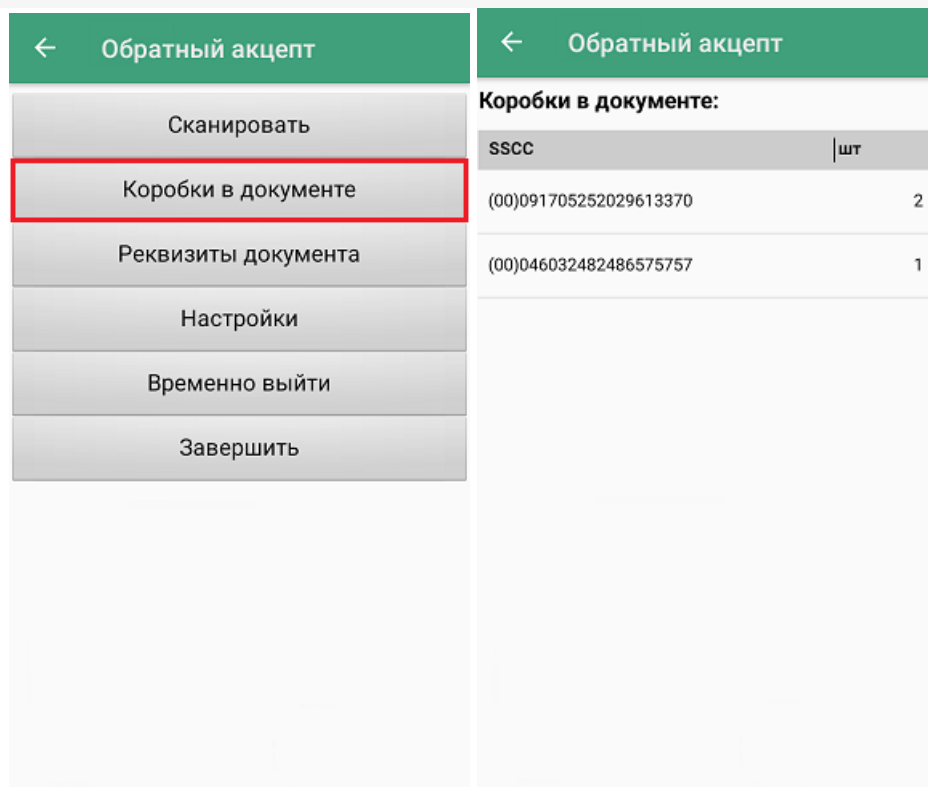 Обратный акцепт
Сканировать
Коробки в документе
Реквизиты документа
Настройки
Временно выйти
Завершить
Обратный акцепт
Коробки в документе:
SSCC шт
(00)091705252029613370 2
(00)046032482486575757 1